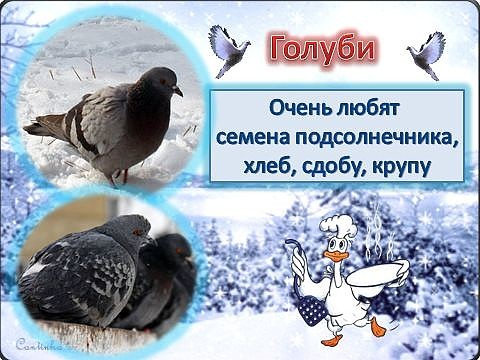 Голуби
Очень любят
семена подсолнечника,
хлеб, сдобу, крупу